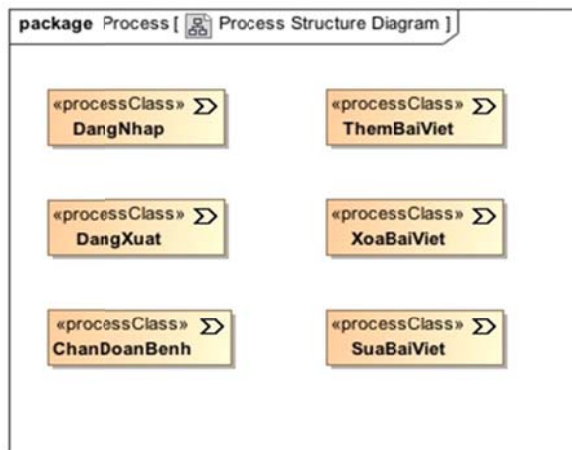 package Process [ Process Structure Diagram ]
«processClass»
DangNhap
«processClass»
ThemBaiViet
«processClass»
DangXuat
«processClass»
XoaBaiViet
«processClass»
ChanDoanBenh
«processClass»
SuaBaiViet